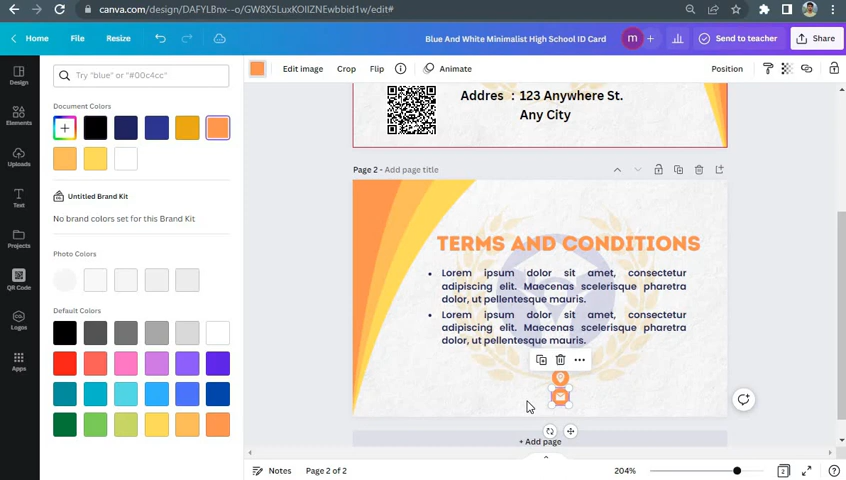 canva.com/design/DAFYLBnx--o/GW8X5LuxKOIlZNEwbbid1w/edit#
Home
File
Resize
Blue And White Minimalist High School ID Card
m
Send to teacher
Share
Try "blue" or "#00c4cc"
Edit image
Crop
Flip
Animate
Position
Design
Elements
Uploads
Text
Projects
QR Code
Logos
Apps
Document Colors
Untitled Brand Kit
No brand colors set for this Brand Kit
Photo Colors
Default Colors
Addres : 123 Anywhere St.
Any City
Page 2 - Add page title
TERMS AND CONDITIONS
• Lorem ipsum dolor sit amet, consectetur
adipiscing elit. Maecenas scelerisque pharetra
dolor, ut pellentesque mauris.
• Lorem ipsum dolor sit amet, consectetur
adipiscing elit. Maecenas scelerisque pharetra
dolor, ut pellentesque mauris.
+ Add page
Notes
Page 2 of 2
204%
2